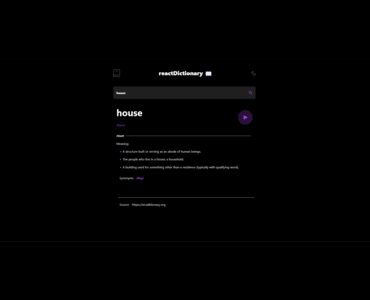 reactDictionary
house
house
noun
Meaning
A structure built or serving as an abode of human beings.
The people who live in a house; a household.
A building used for something other than a residence (typically with qualifying word).
Synonyms
Source https://en.wiktionary.org